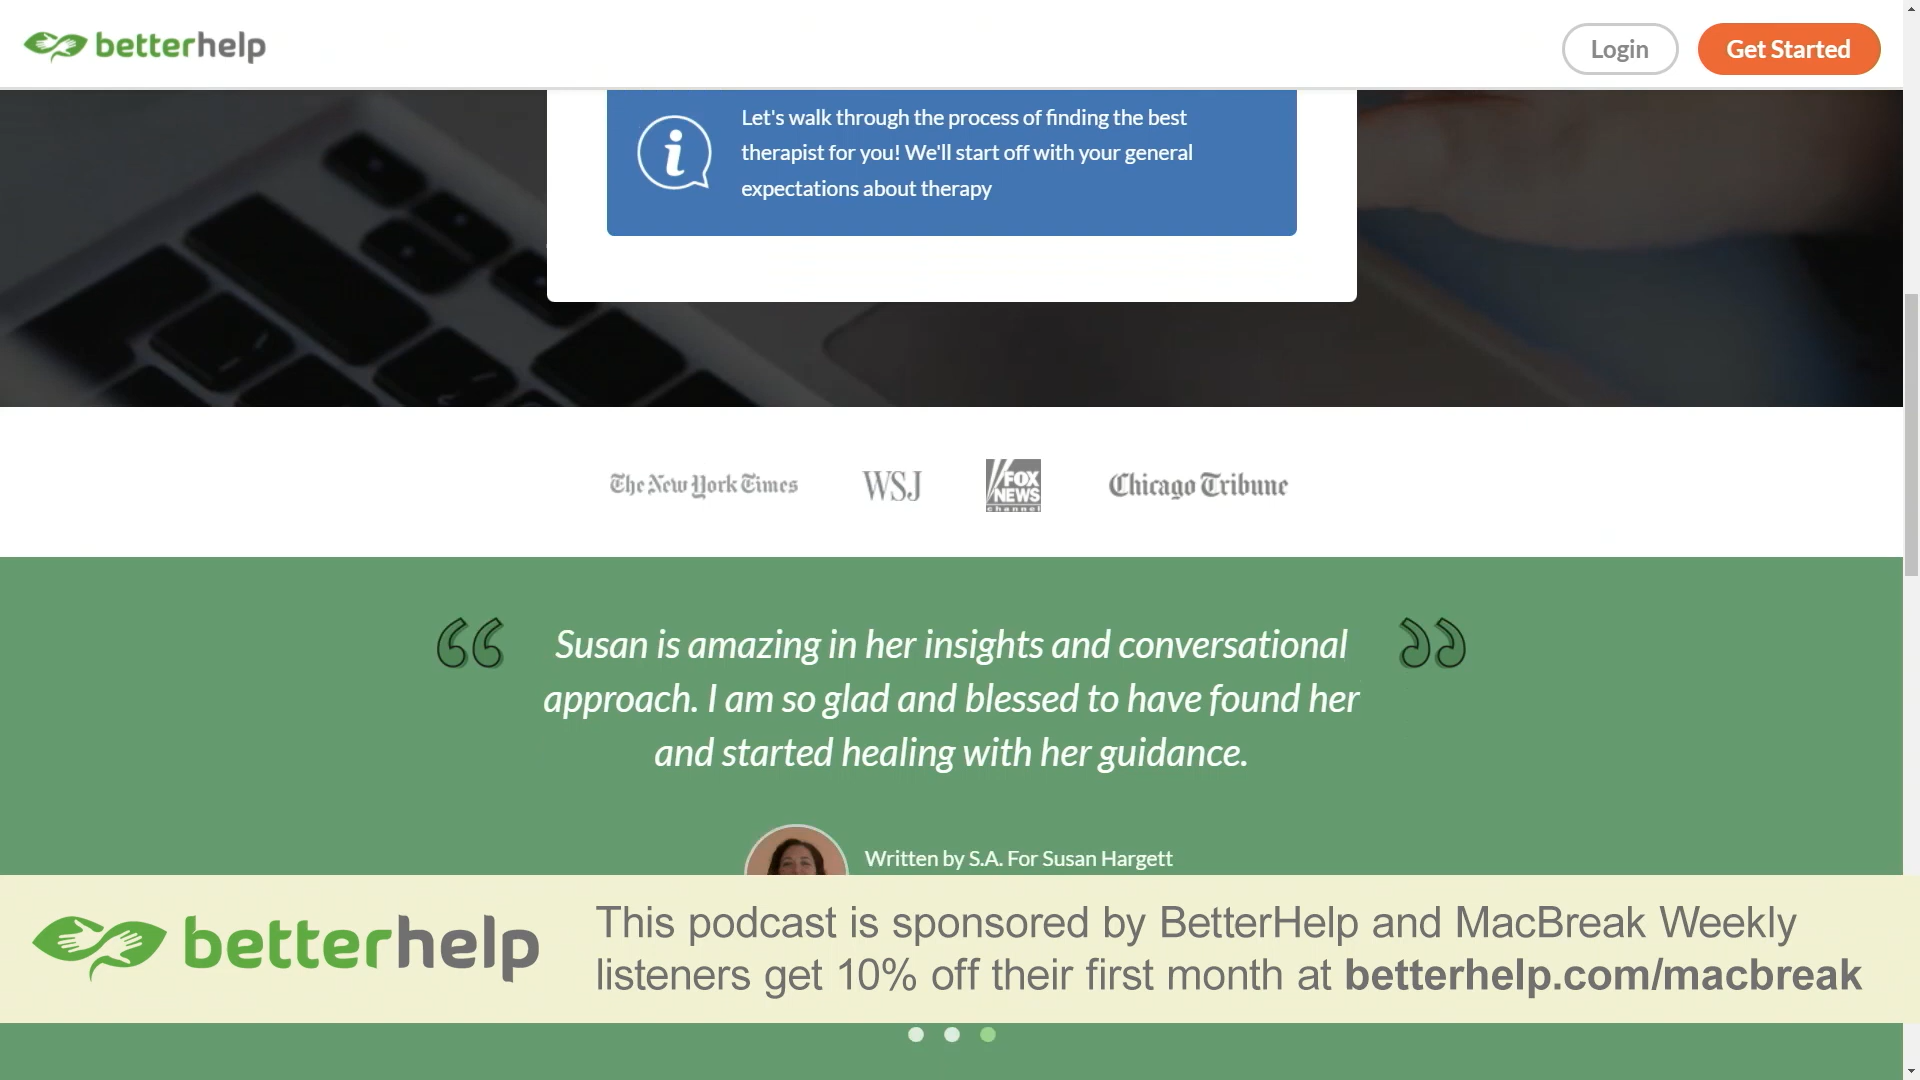 betterhelp
Login
Get Started
Let's walk through the process of finding the best
therapist for you! We'll start off with your general
expectations about therapy
The New York Times
WSJ
FOX
NEWS
channel
Chicago Tribune
“ Susan is amazing in her insights and conversational ”
approach. I am so glad and blessed to have found her
and started healing with her guidance.
Written by S.A. For Susan Hargett
betterhelp
This podcast is sponsored by BetterHelp and MacBreak Weekly
listeners get 10% off their first month at betterhelp.com/macbreak